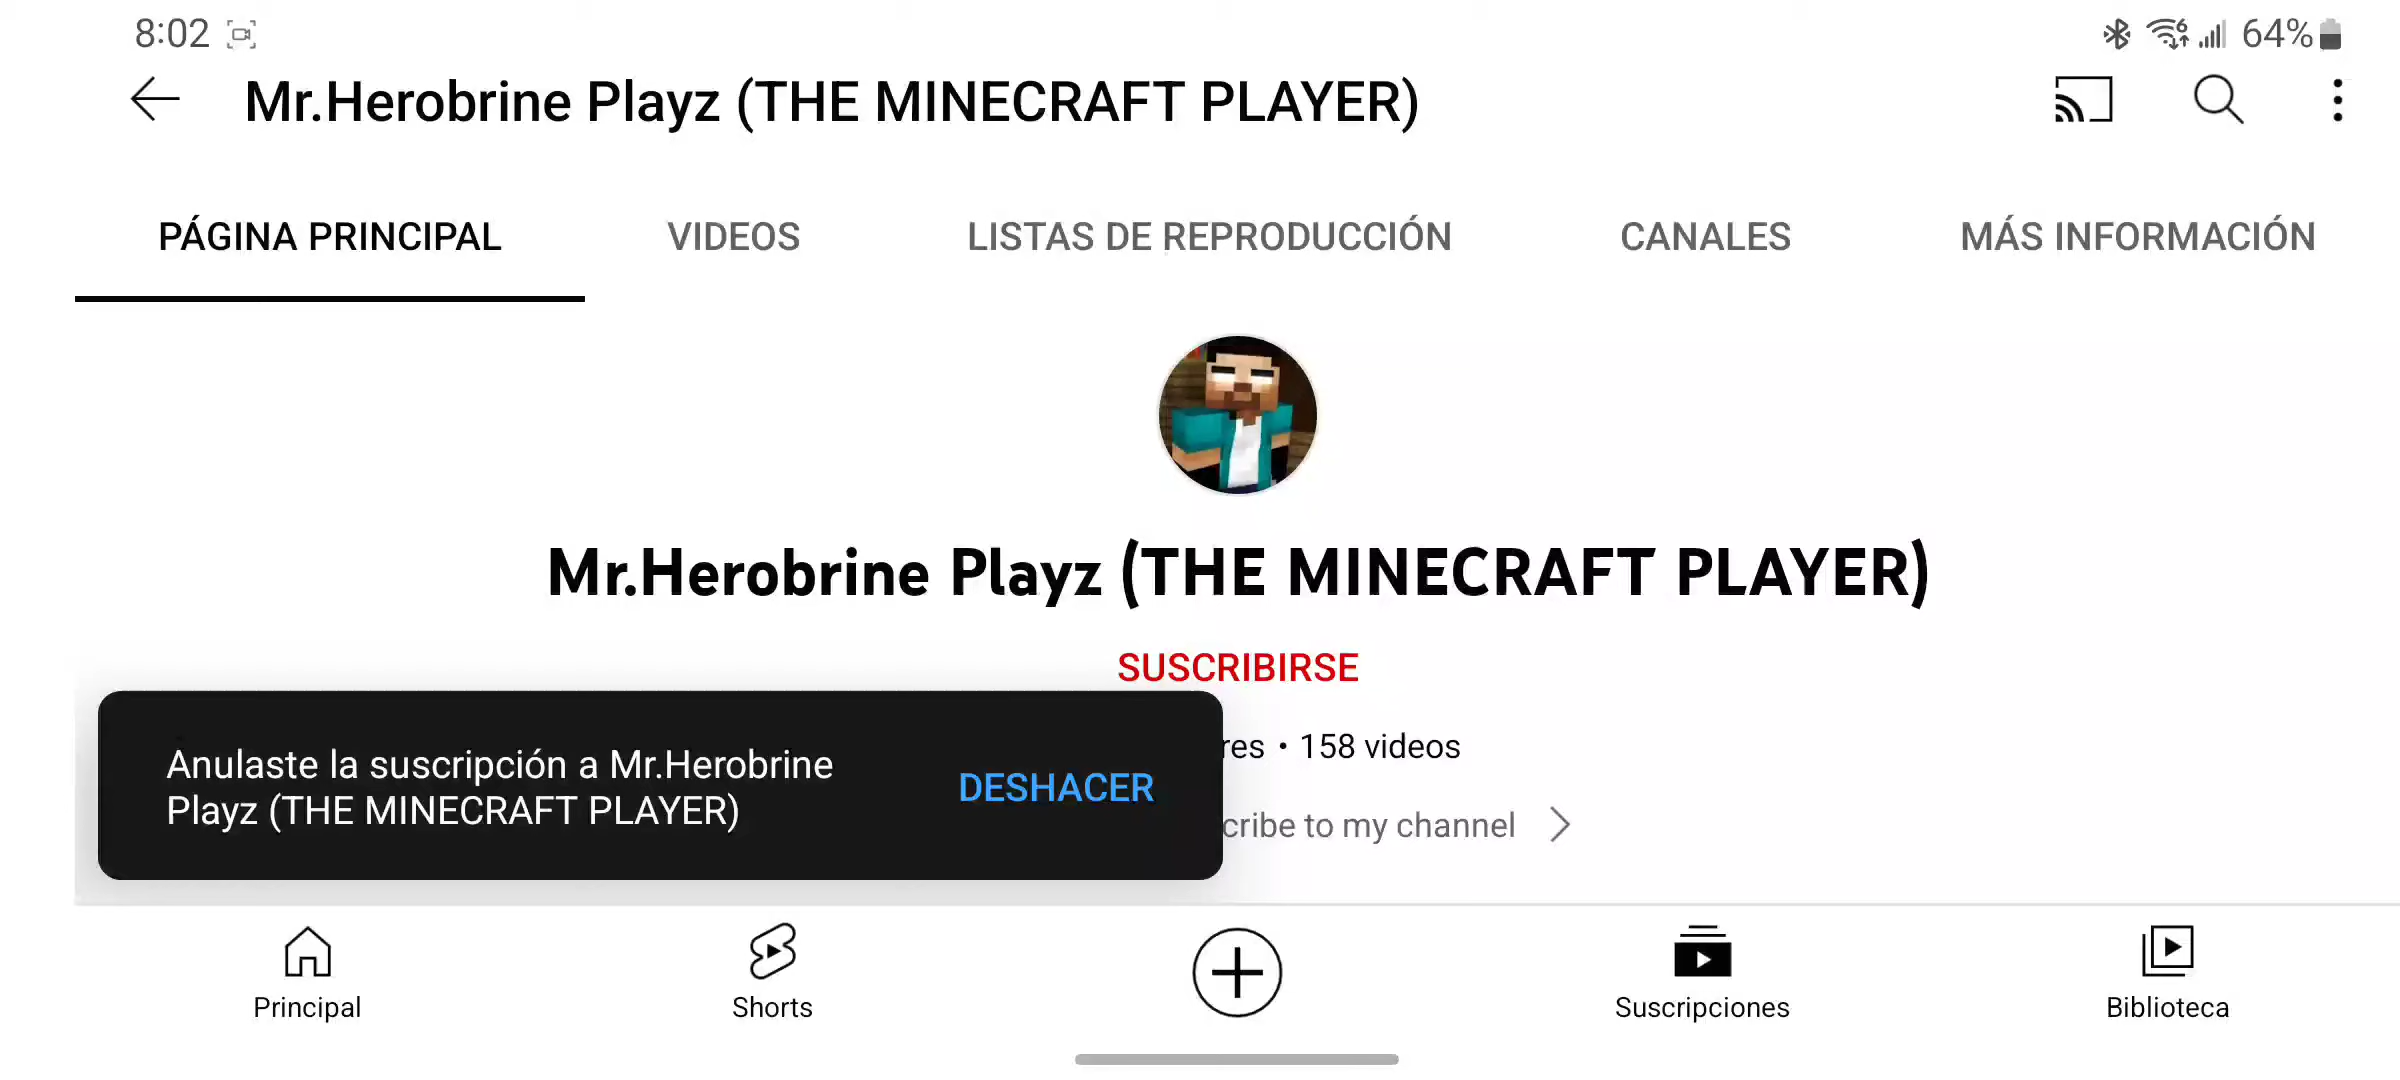 8:02
64%
Mr.Herobrine Playz (THE MINECRAFT PLAYER)
PÁGINA PRINCIPAL
VIDEOS
LISTAS DE REPRODUCCIÓN
CANALES
MÁS INFORMACIÓN
Mr.Herobrine Playz (THE MINECRAFT PLAYER)
SUSCRIBIRSE
• 158 videos
to my channel
Anulaste la suscripción a Mr.Herobrine
Playz (THE MINECRAFT PLAYER)
DESHACER
Principal
Shorts
Suscripciones
Biblioteca